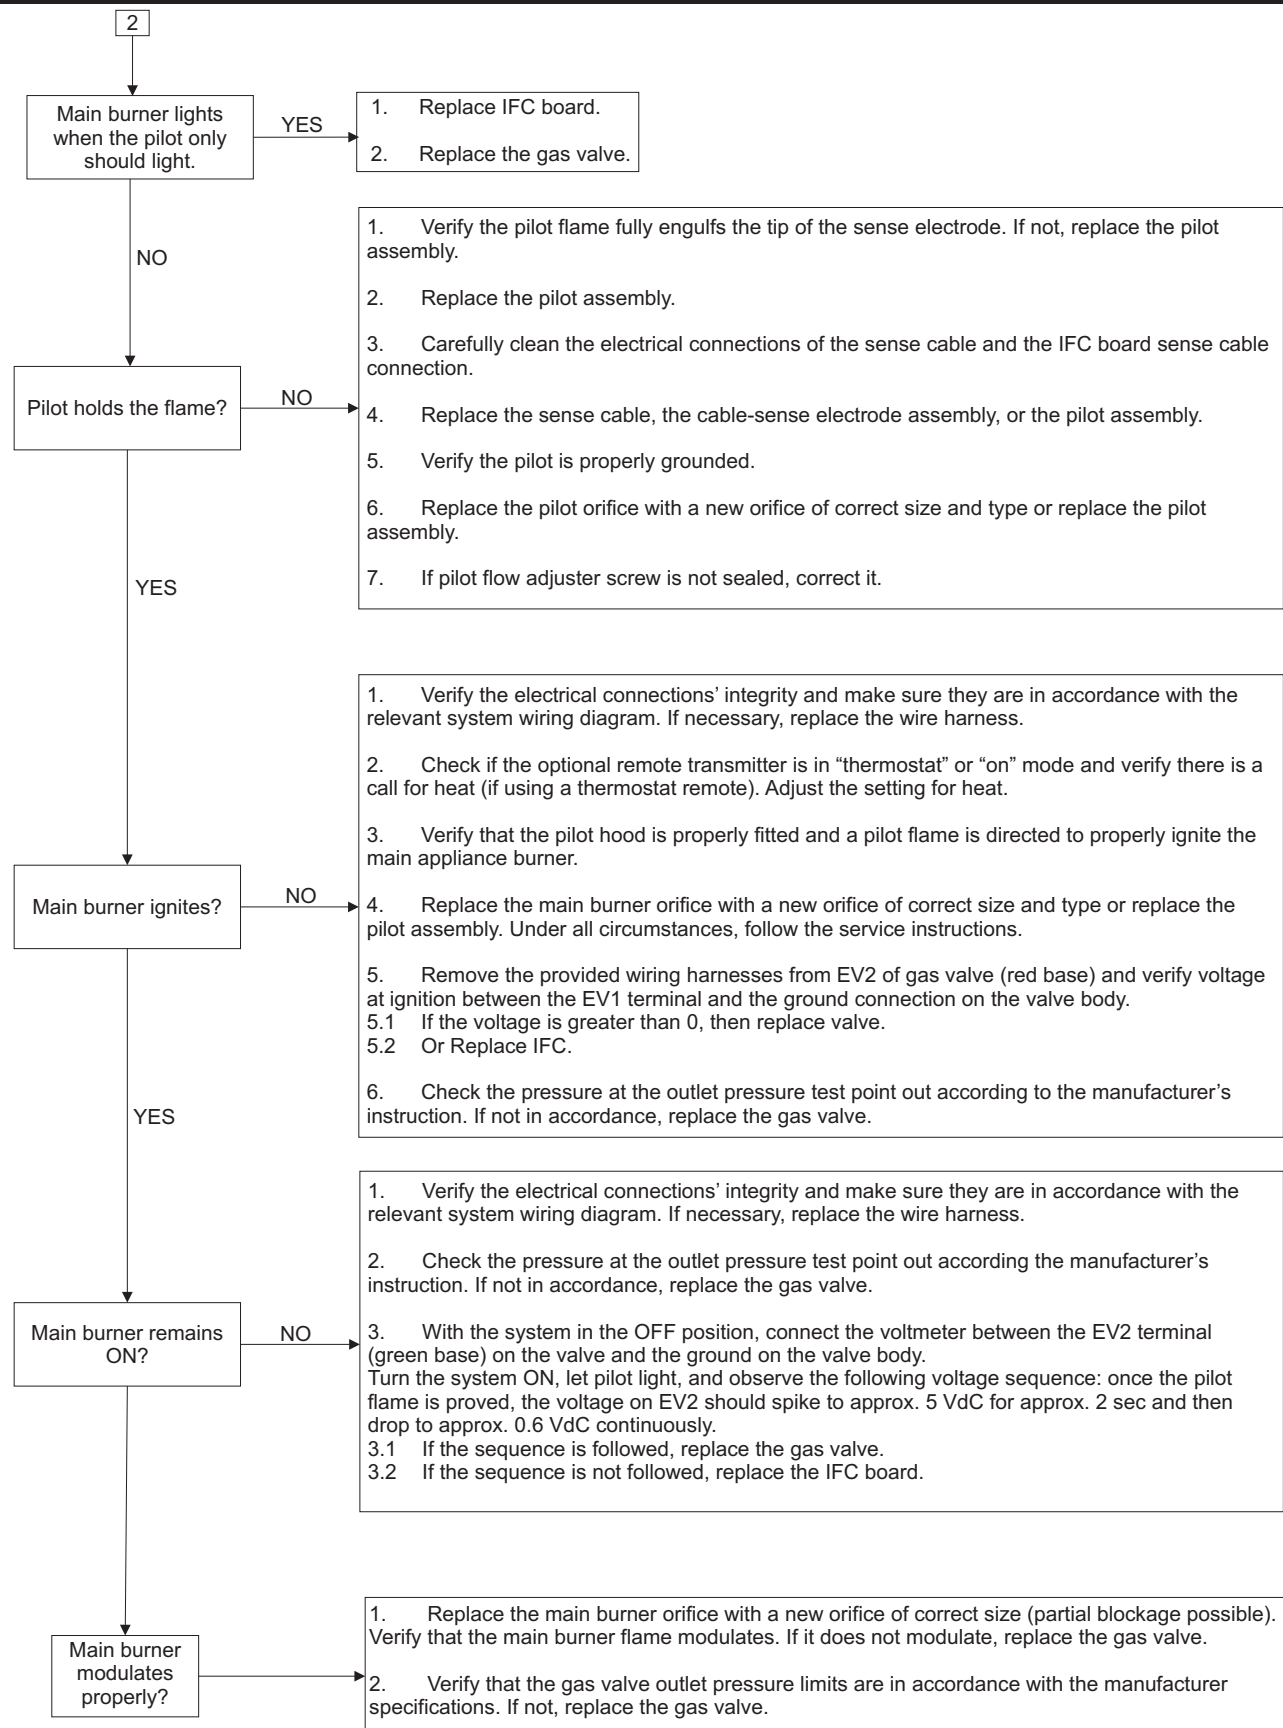 2
Main burner lights
when the pilot only
should light.
YES
1. Replace IFC board.
2. Replace the gas valve.
NO
1. Verify the pilot flame fully engulfs the tip of the sense electrode. If not, replace the pilot
assembly.
2. Replace the pilot assembly.
3. Carefully clean the electrical connections of the sense cable and the IFC board sense cable
connection.
4. Replace the sense cable, the cable-sense electrode assembly, or the pilot assembly.
5. Verify the pilot is properly grounded.
6. Replace the pilot orifice with a new orifice of correct size and type or replace the pilot
assembly.
7. If pilot flow adjuster screw is not sealed, correct it.
Pilot holds the flame?
NO
YES
1. Verify the electrical connections’ integrity and make sure they are in accordance with the
relevant system wiring diagram. If necessary, replace the wire harness.
2. Check if the optional remote transmitter is in “thermostat” or “on” mode and verify there is a
call for heat (if using a thermostat remote). Adjust the setting for heat.
3. Verify that the pilot hood is properly fitted and a pilot flame is directed to properly ignite the
main appliance burner.
4. Replace the main burner orifice with a new orifice of correct size and type or replace the
pilot assembly. Under all circumstances, follow the service instructions.
5. Remove the provided wiring harnesses from EV2 of gas valve (red base) and verify voltage
at ignition between the EV1 terminal and the ground connection on the valve body.
5.1 If the voltage is greater than 0, then replace valve.
5.2 Or Replace IFC.
6. Check the pressure at the outlet pressure test point out according to the manufacturer’s
instruction. If not in accordance, replace the gas valve.
Main burner ignites?
NO
YES
1. Verify the electrical connections’ integrity and make sure they are in accordance with the
relevant system wiring diagram. If necessary, replace the wire harness.
2. Check the pressure at the outlet pressure test point out according the manufacturer’s
instruction. If not in accordance, replace the gas valve.
3. With the system in the OFF position, connect the voltmeter between the EV2 terminal
(green base) on the valve and the ground on the valve body.
Turn the system ON, let pilot light, and observe the following voltage sequence: once the pilot
flame is proved, the voltage on EV2 should spike to approx. 5 VdC for approx. 2 sec and then
drop to approx. 0.6 VdC continuously.
3.1 If the sequence is followed, replace the gas valve.
3.2 If the sequence is not followed, replace the IFC board.
Main burner remains
ON?
NO
1. Replace the main burner orifice with a new orifice of correct size (partial blockage possible).
Verify that the main burner flame modulates. If it does not modulate, replace the gas valve.
2. Verify that the gas valve outlet pressure limits are in accordance with the manufacturer
specifications. If not, replace the gas valve.
Main burner
modulates
properly?